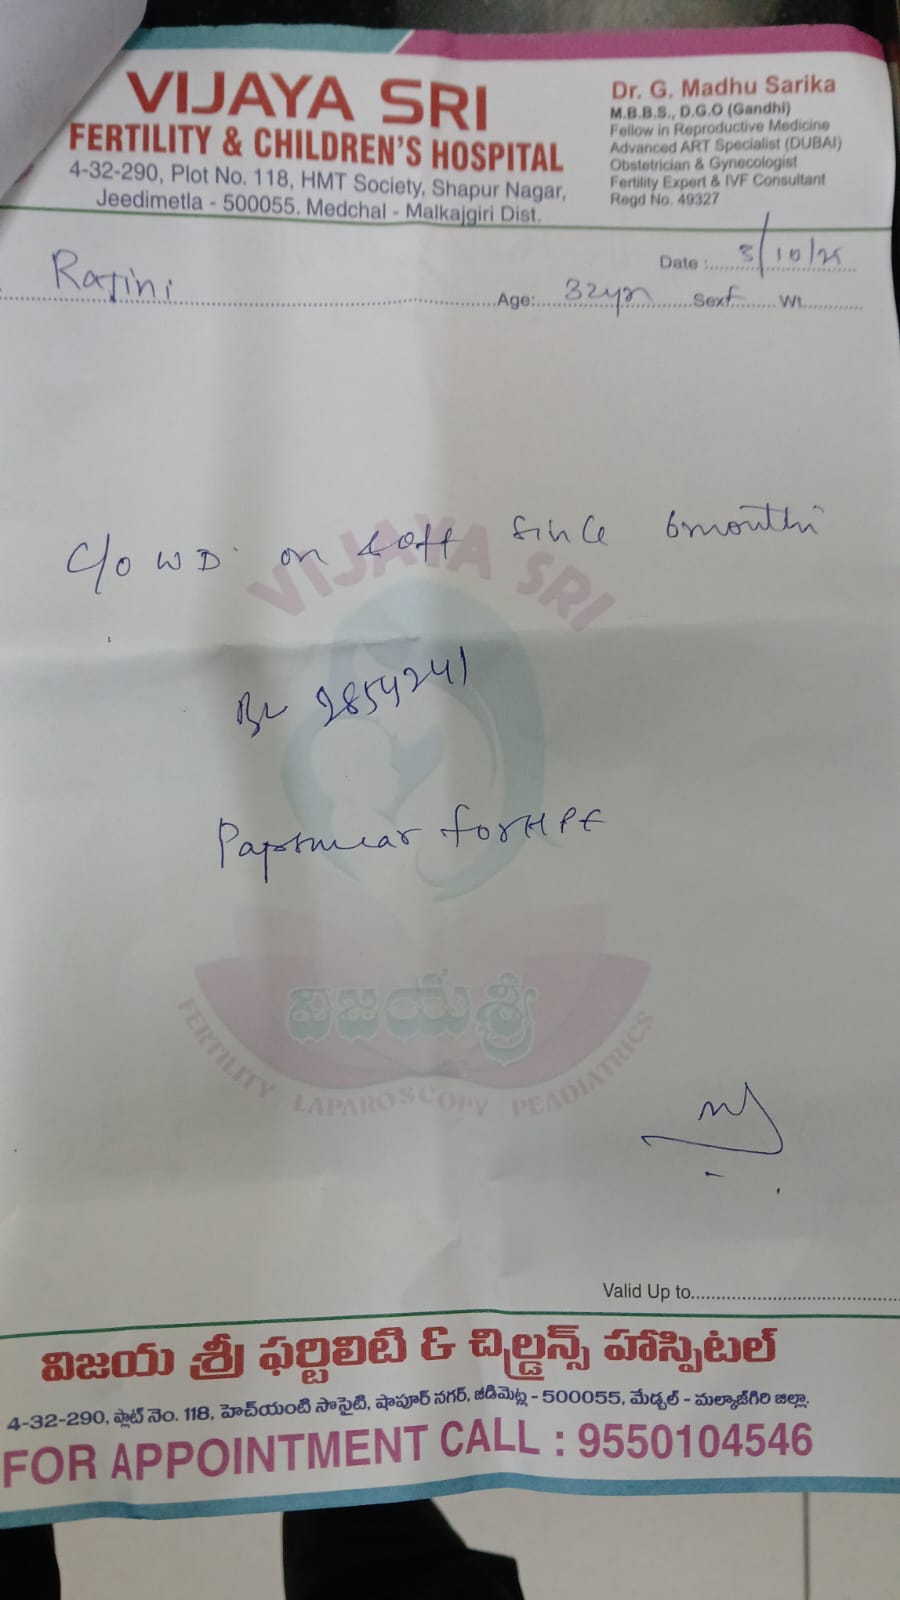 VIJAYA SRI
FERTILITY & CHILDREN'S HOSPITAL
4-32-290, Plot No. 118, HMT Society, Shapur Nagar,
Jeedimetla - 500055. Medchal - Malkajgiri Dist.
Dr. G. Madhu Sarika
M.B.B.S., D.G.O (Gandhi)
Fellow in Reproductive Medicine
Advanced ART Specialist (DUBAI)
Obstetrician & Gynecologist
Fertility Expert & IVF Consultant
Regd No. 49327
Date : 3/10/25
Rajini Age: 32yrs Sex: F Wt.
C/o WD on & off since 6months
2854241
Papsmear for HPE
VIJAYA SRI
విజయశ్రీ
FERTILITY LAPAROSCOPY PEADIATRICS
Valid Up to
విజయ శ్రీ ఫర్టిలిటి & చిల్డ్రన్స్ హాస్పిటల్
4-32-290, ప్లాట్ నెం. 118, హెచ్‌యంటి సొసైటి, షాపూర్ నగర్, జీడిమెట్ల - 500055, మేడ్చల్ - మల్కాజ్‌గిరి జిల్లా.
FOR APPOINTMENT CALL : 9550104546